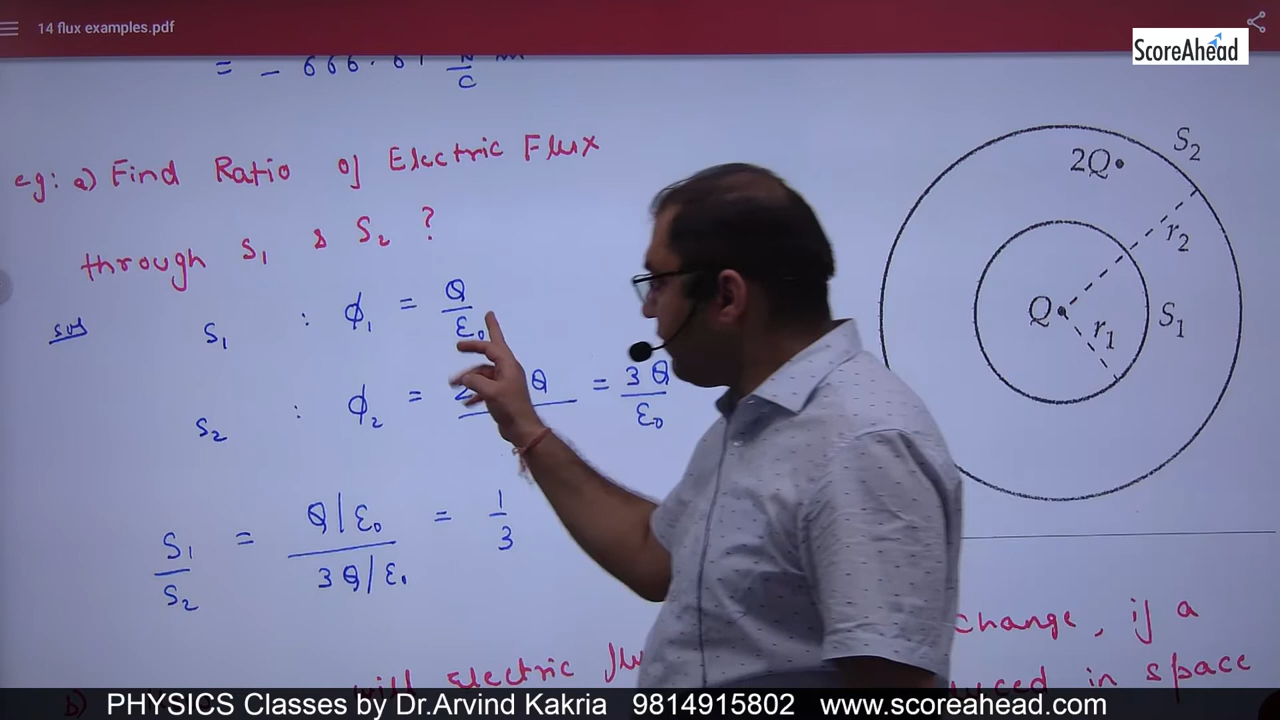 14 flux examples.pdf
ScoreAhead
= - 666.67 N/C m
eg: a) Find Ratio of Electric Flux
through S₁ & S₂ ?
S₁ : ϕ₁ = Q/ε₀
S₂ : ϕ₂ = Q = 3Q/ε₀
S₁/S₂ = Q/ε₀ / 3Q/ε₀ = 1/3
b) will electric change, if a
in space
S₂
2Q
r₂
Q
r₁
S₁
PHYSICS Classes by Dr.Arvind Kakria 9814915802 www.scoreahead.com